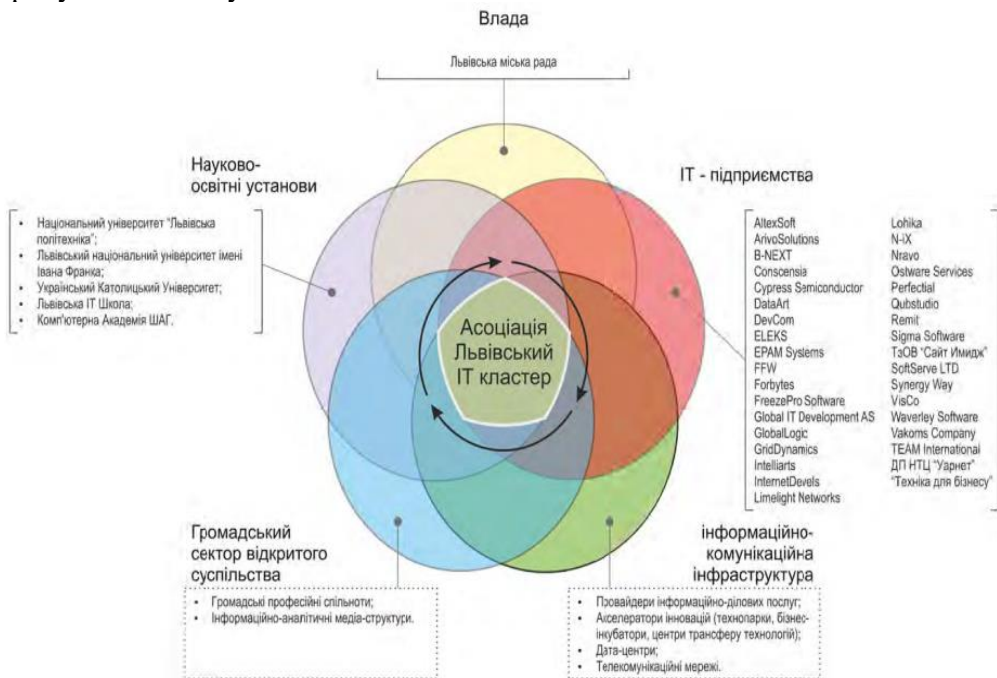 Влада
Львівська міська рада
Науково-
освітні установи
• Національний університет "Львівська
політехніка";
• Львівський національний університет імені
Івана Франка;
• Український Католицький Університет;
• Львівська ІТ Школа;
• Комп'ютерна Академія ШАГ.
ІТ - підприємства
AltexSoft
ArivoSolutions
B-NEXT
Conscensia
Cypress Semiconductor
DataArt
DevCom
ELEKS
EPAM Systems
FFW
Forbytes
FreezePro Software
Global IT Development AS
GlobalLogic
GridDynamics
Intelliarts
InternetDevels
Limelight Networks
Lohika
N-iX
Nravo
Ostware Services
Perfectial
Qubstudio
Remit
Sigma Software
ТзОВ "Сайт Имидж"
SoftServe LTD
Synergy Way
VisCo
Waverley Software
Vakoms Company
TEAM International
ДП НТЦ "Уарнет"
"Техніка для бізнесу"
Асоціація
Львівський
ІТ кластер
Громадський
сектор відкритого
суспільства
• Громадські професійні спільноти;
• Інформаційно-аналітичні медіа-структури.
інформаційно-
комунікаційна
інфраструктура
• Провайдери інформаційно-ділових послуг;
• Акселератори інновацій (технопарки, бізнес-
інкубатори, центри трансферу технологій);
• Дата-центри;
• Телекомунікаційні мережі.